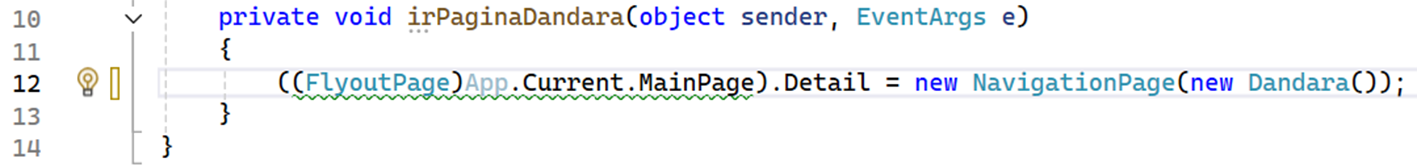 10 private void irPaginaDandara(object sender, EventArgs e)
11 {
12 ((FlyoutPage)App.Current.MainPage).Detail = new NavigationPage(new Dandara());
13 }
14 }